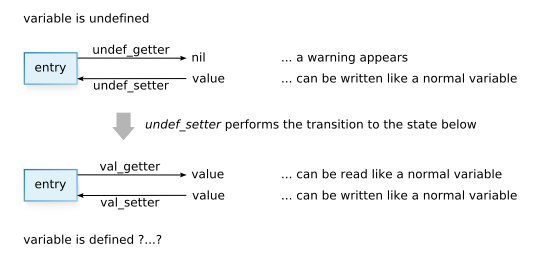 variable is undefined
undef_getter
nil
... a warning appears
entry
value
... can be written like a normal variable
undef_setter
undef_setter performs the transition to the state below
val_getter
value
... can be read like a normal variable
entry
value
... can be written like a normal variable
val_setter
variable is defined ?...?